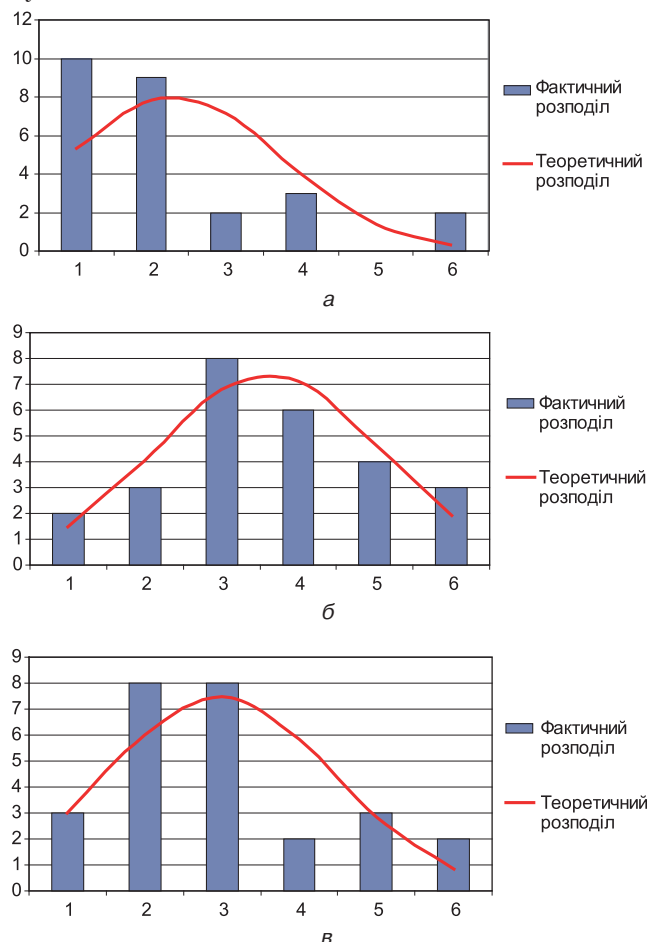 12
10
8
6
4
2
0
1 2 3 4 5 6
Фактичний
розподіл
Теоретичний
розподіл
а
9
8
7
6
5
4
3
2
1
0
1 2 3 4 5 6
Фактичний
розподіл
Теоретичний
розподіл
б
9
8
7
6
5
4
3
2
1
0
1 2 3 4 5 6
Фактичний
розподіл
Теоретичний
розподіл
в